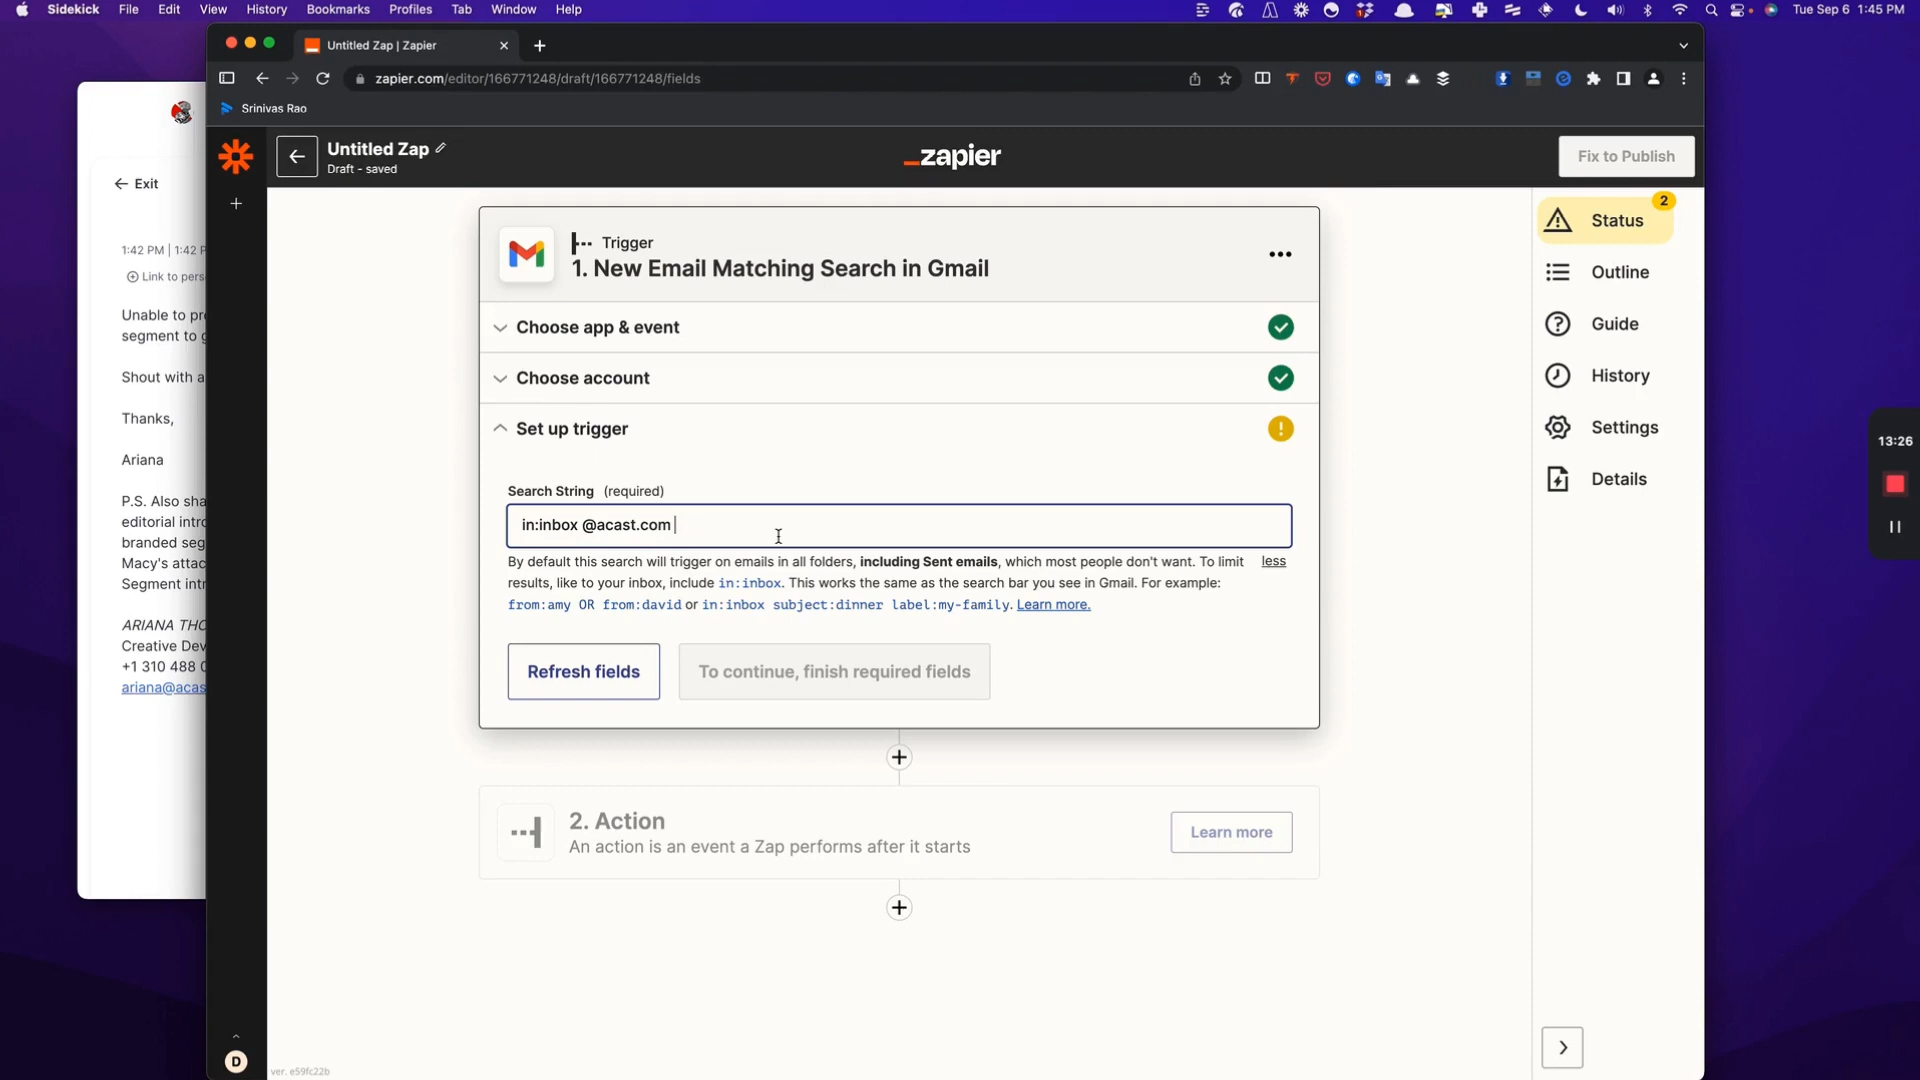 Sidekick File Edit View History Bookmarks Profiles Tab Window Help
Tue Sep 6 1:45 PM
Untitled Zap | Zapier
zapier.com/editor/166771248/draft/166771248/fields
Srinivas Rao
Untitled Zap
Draft - saved
zapier
Fix to Publish
Exit
1:42 PM | 1:42 P
Link to pers
Unable to pr
segment to g
Shout with a
Thanks,
Ariana
P.S. Also sha
editorial intro
branded seg
Macy's attac
Segment intr
ARIANA THO
Creative Dev
+1 310 488 0
ariana@acas
Trigger
1. New Email Matching Search in Gmail
Choose app & event
Choose account
Set up trigger
Search String (required)
in:inbox @acast.com
By default this search will trigger on emails in all folders, including Sent emails, which most people don't want. To limit less
results, like to your inbox, include in:inbox. This works the same as the search bar you see in Gmail. For example:
from:amy OR from:david or in:inbox subject:dinner label:my-family. Learn more.
Refresh fields
To continue, finish required fields
2. Action
An action is an event a Zap performs after it starts
Learn more
2
Status
Outline
Guide
History
Settings
Details
13:26
D
ver. e59fc22b